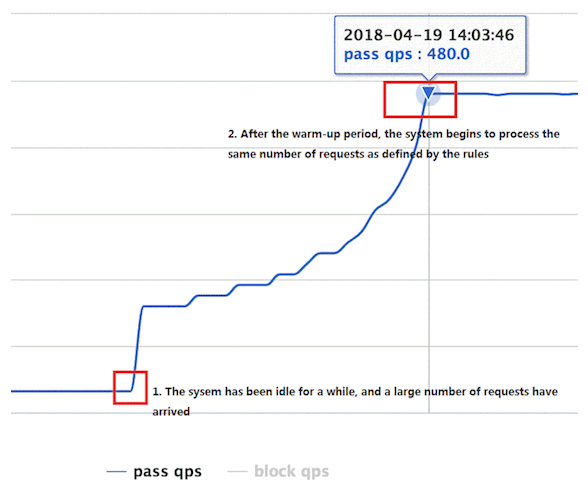 2018-04-19 14:03:46
pass qps : 480.0
2. After the warm-up period, the system begins to process the
same number of requests as defined by the rules
1. The sysem has been idle for a while, and a large number of requests have
arrived
pass qps
block qps